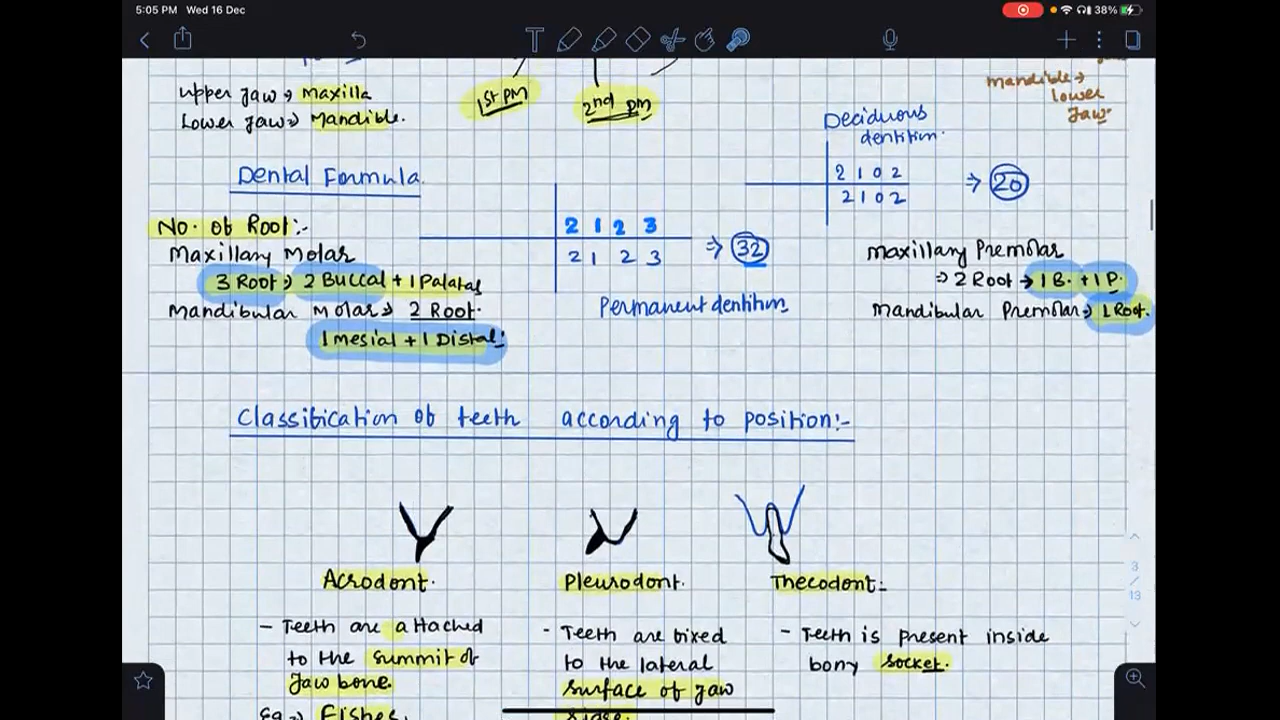 5:05 PM Wed 16 Dec
38%
Upper Jaw → maxilla
Lower Jaw → Mandible.
1st PM
2nd PM
mandible →
lower
Jaw
Deciduous
dentition
2 1 0 2
2 1 0 2
⇒ 20
Dental Formula
No. of Root:-
Maxillary Molar
3 Root → 2 Buccal + 1 Palatal
Mandibular Molar → 2 Root.
1 mesial + 1 Distal
2 1 2 3
2 1 2 3
⇒ 32
Permanent dentition
Maxillary Premolar
⇒ 2 Root → 1 B. + 1 P.
Mandibular Premolar → 1 Root.
Classification of teeth according to position:-
Acrodont.
Pleurodont.
Thecodont:-
- Teeth are attached
to the summit of
Jaw bone.
Eg → Fishes.
- Teeth are fixed
to the lateral
surface of jaw
- Teeth is present inside
bony socket.
3
/
13